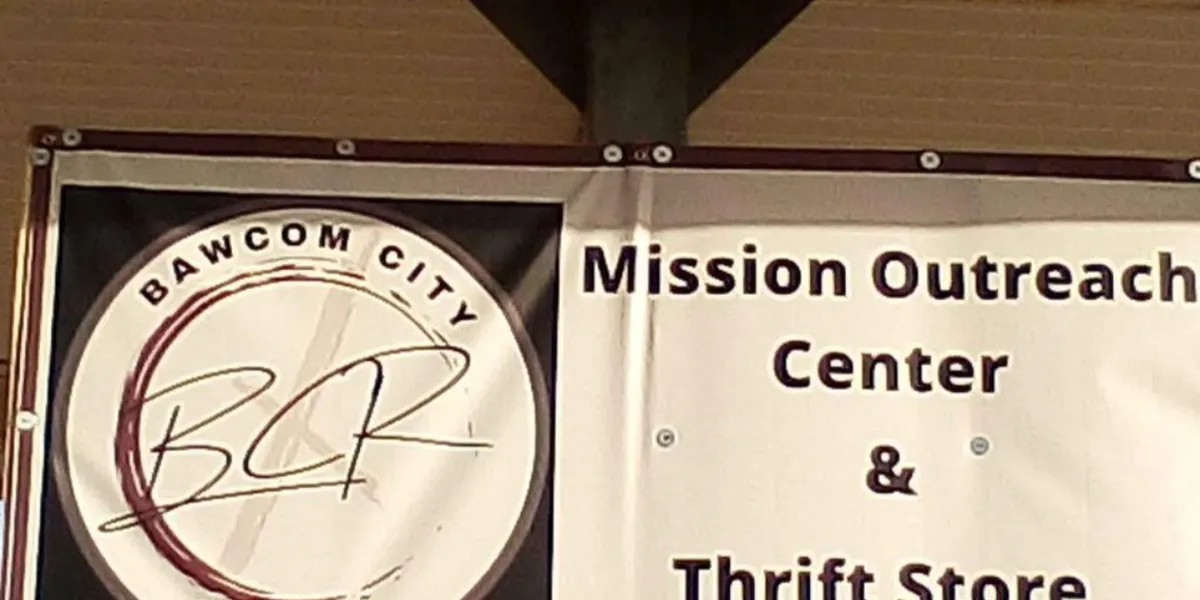 BAWCOM CITY
BCR
Mission Outreach
Center
&
Thrift Store